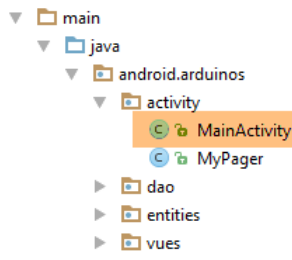 main
java
android.arduinos
activity
MainActivity
MyPager
dao
entities
vues